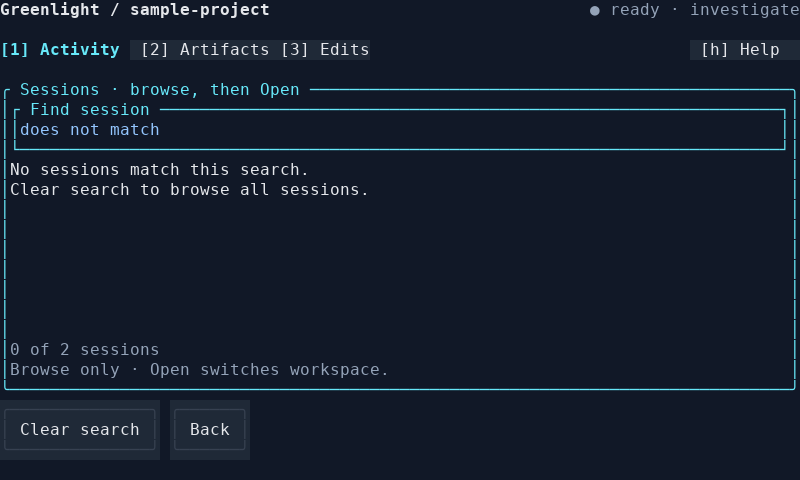 Greenlight / sample-project ● ready · investigate
[1] Activity [2] Artifacts [3] Edits [h] Help
Sessions · browse, then Open
Find session
does not match
No sessions match this search.
Clear search to browse all sessions.
0 of 2 sessions
Browse only · Open switches workspace.
Clear search Back